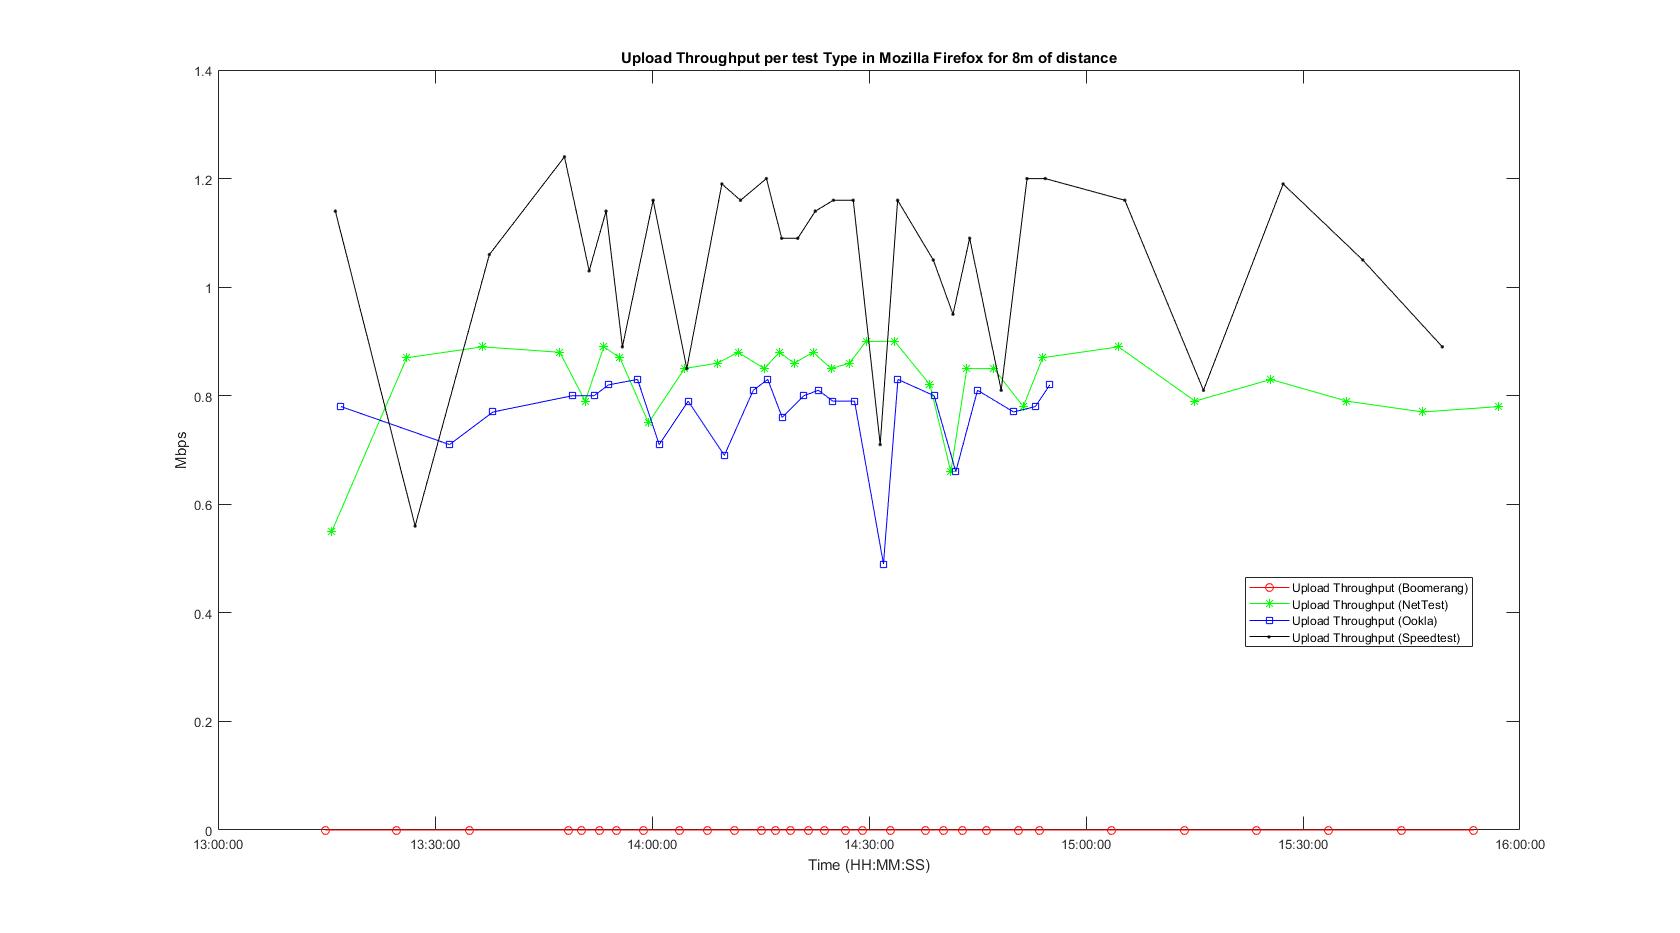 Upload Throughput per test Type in Mozilla Firefox for 8m of distance
1.4
1.2
1
0.8
0.6
0.4
0.2
0
Mbps
Upload Throughput (Boomerang)
Upload Throughput (NetTest)
Upload Throughput (Ookla)
Upload Throughput (Speedtest)
13:00:00 13:30:00 14:00:00 14:30:00 15:00:00 15:30:00 16:00:00
Time (HH:MM:SS)